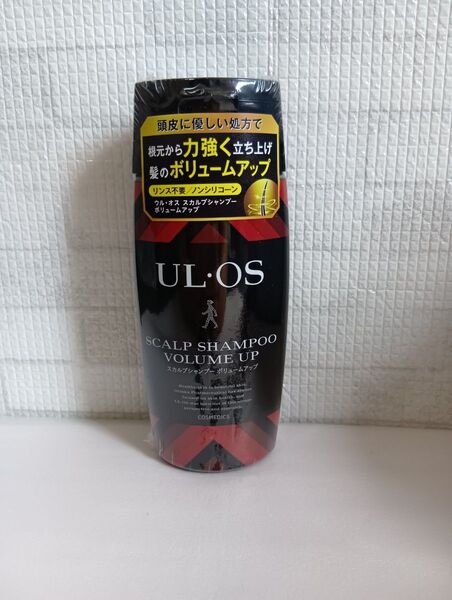 頭皮に優しい処方で
根元から力強く立ち上げ
髪のボリュームアップ
リンス不要/ノンシリコーン
ウル・オス スカルプシャンプー
ボリュームアップ
UL·OS
SCALP SHAMPOO
VOLUME UP
スカルプシャンプー ボリュームアップ
COSMEDICS